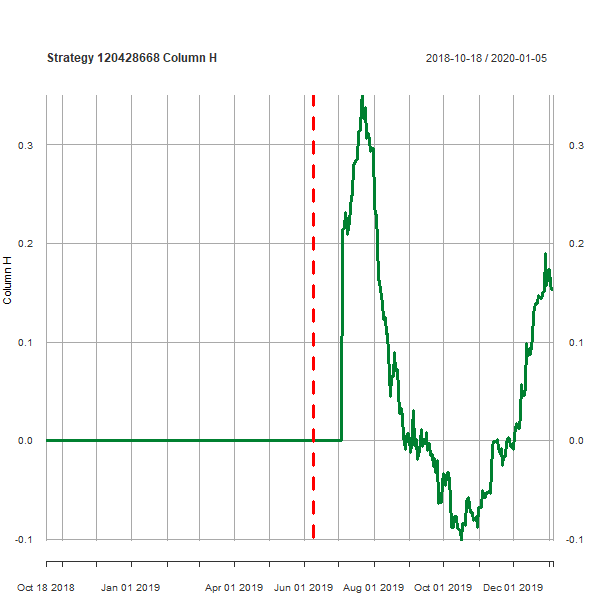 Strategy 120428668 Column H 2018-10-18 / 2020-01-05
0.3 0.3
0.2 0.2
0.1 0.1
0.0 0.0
-0.1 -0.1
Column H
Oct 18 2018 Jan 01 2019 Apr 01 2019 Jun 01 2019 Aug 01 2019 Oct 01 2019 Dec 01 2019